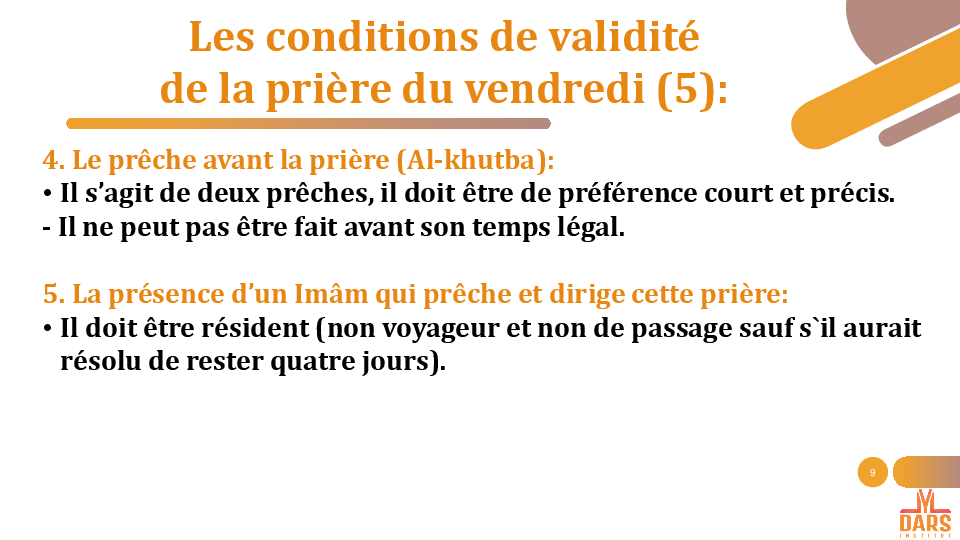 Les conditions de validité
de la prière du vendredi (5):
4. Le prêche avant la prière (Al-khutba):
• Il s’agit de deux prêches, il doit être de préférence court et précis.
- Il ne peut pas être fait avant son temps légal.
5. La présence d’un Imâm qui prêche et dirige cette prière:
• Il doit être résident (non voyageur et non de passage sauf s`il aurait
résolu de rester quatre jours).
9
DARS
INSTITUT